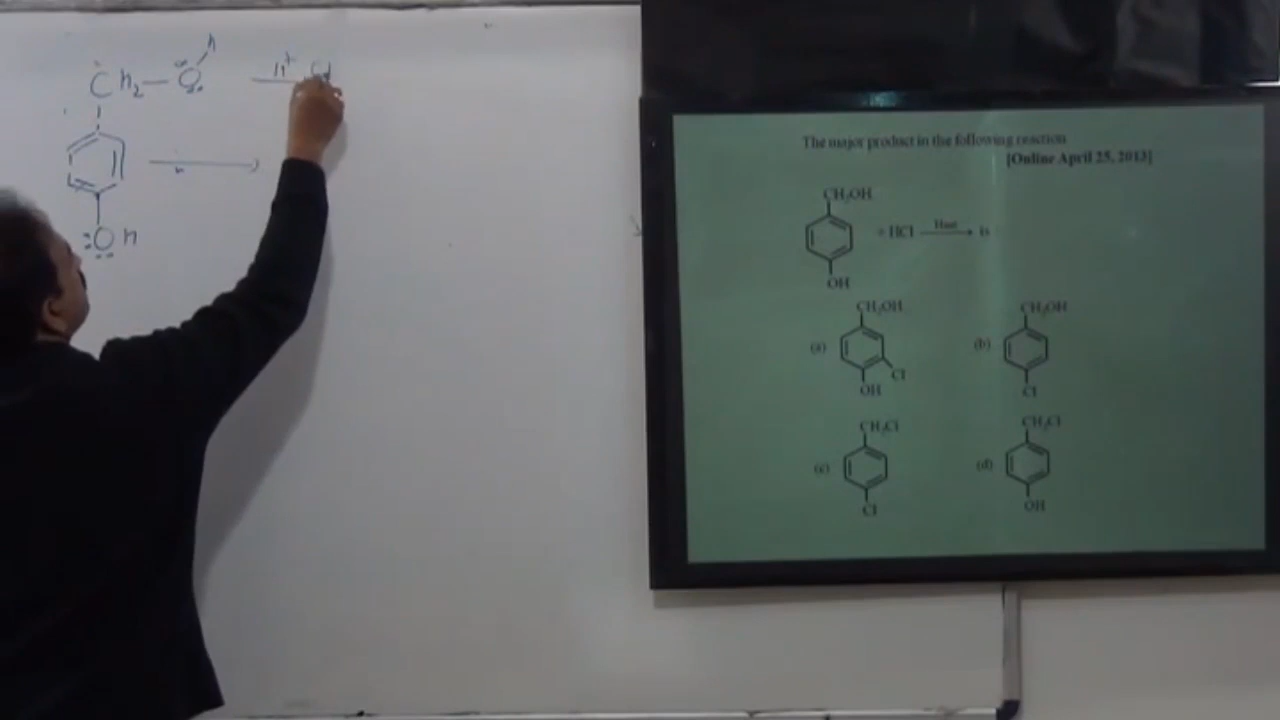 CH2—O
H
H+ Cl
OH
The major product in the following reaction
[Online April 25, 2013]
CH2OH
+ HCl Heat is
OH
(a) CH2OH
Cl
OH
(b) CH2OH
Cl
(c) CH2Cl
Cl
(d) CH2Cl
OH